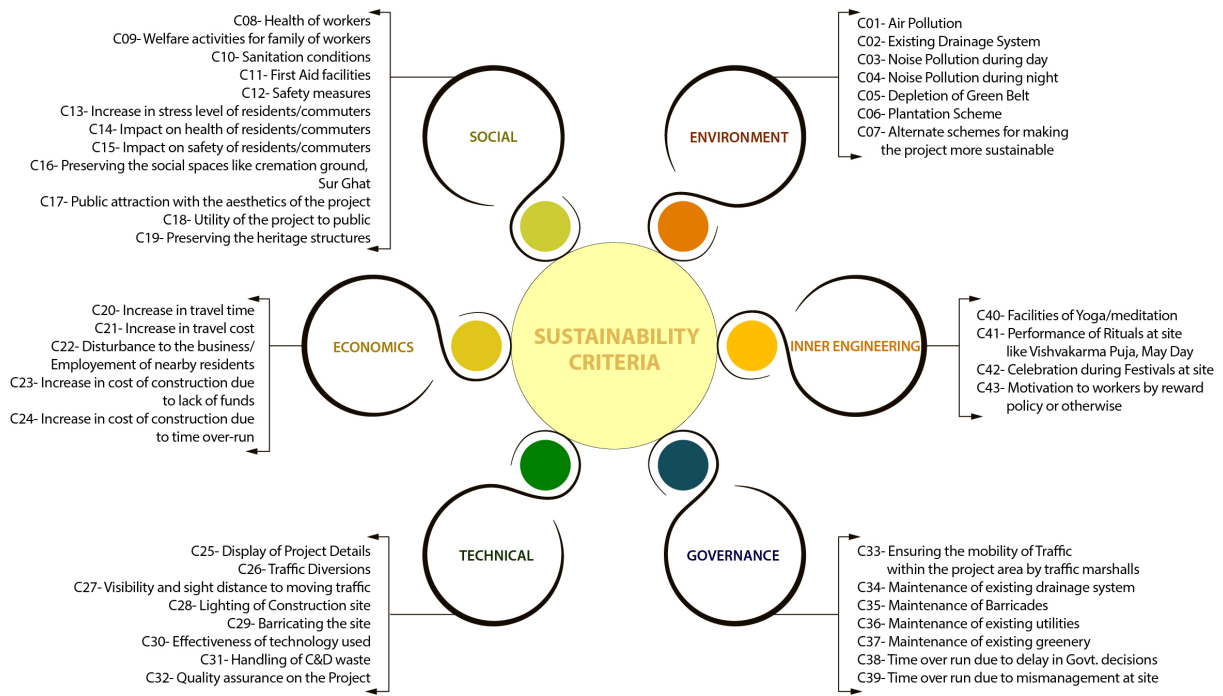 SUSTAINABILITY
CRITERIA
SOCIAL
C08- Health of workers
C09- Welfare activities for family of workers
C10- Sanitation conditions
C11- First Aid facilities
C12- Safety measures
C13- Increase in stress level of residents/commuters
C14- Impact on health of residents/commuters
C15- Impact on safety of residents/commuters
C16- Preserving the social spaces like cremation ground,
Sur Ghat
C17- Public attraction with the aesthetics of the project
C18- Utility of the project to public
C19- Preserving the heritage structures
ENVIRONMENT
C01- Air Pollution
C02- Existing Drainage System
C03- Noise Pollution during day
C04- Noise Pollution during night
C05- Depletion of Green Belt
C06- Plantation Scheme
C07- Alternate schemes for making
the project more sustainable
ECONOMICS
C20- Increase in travel time
C21- Increase in travel cost
C22- Disturbance to the business/
Employement of nearby residents
C23- Increase in cost of construction due
to lack of funds
C24- Increase in cost of construction due
to time over-run
INNER ENGINEERING
C40- Facilities of Yoga/meditation
C41- Performance of Rituals at site
like Vishvakarma Puja, May Day
C42- Celebration during Festivals at site
C43- Motivation to workers by reward
policy or otherwise
TECHNICAL
C25- Display of Project Details
C26- Traffic Diversions
C27- Visibility and sight distance to moving traffic
C28- Lighting of Construction site
C29- Barricating the site
C30- Effectiveness of technology used
C31- Handling of C&D waste
C32- Quality assurance on the Project
GOVERNANCE
C33- Ensuring the mobility of Traffic
within the project area by traffic marshalls
C34- Maintenance of existing drainage system
C35- Maintenance of Barricades
C36- Maintenance of existing utilities
C37- Maintenance of existing greenery
C38- Time over run due to delay in Govt. decisions
C39- Time over run due to mismanagement at site